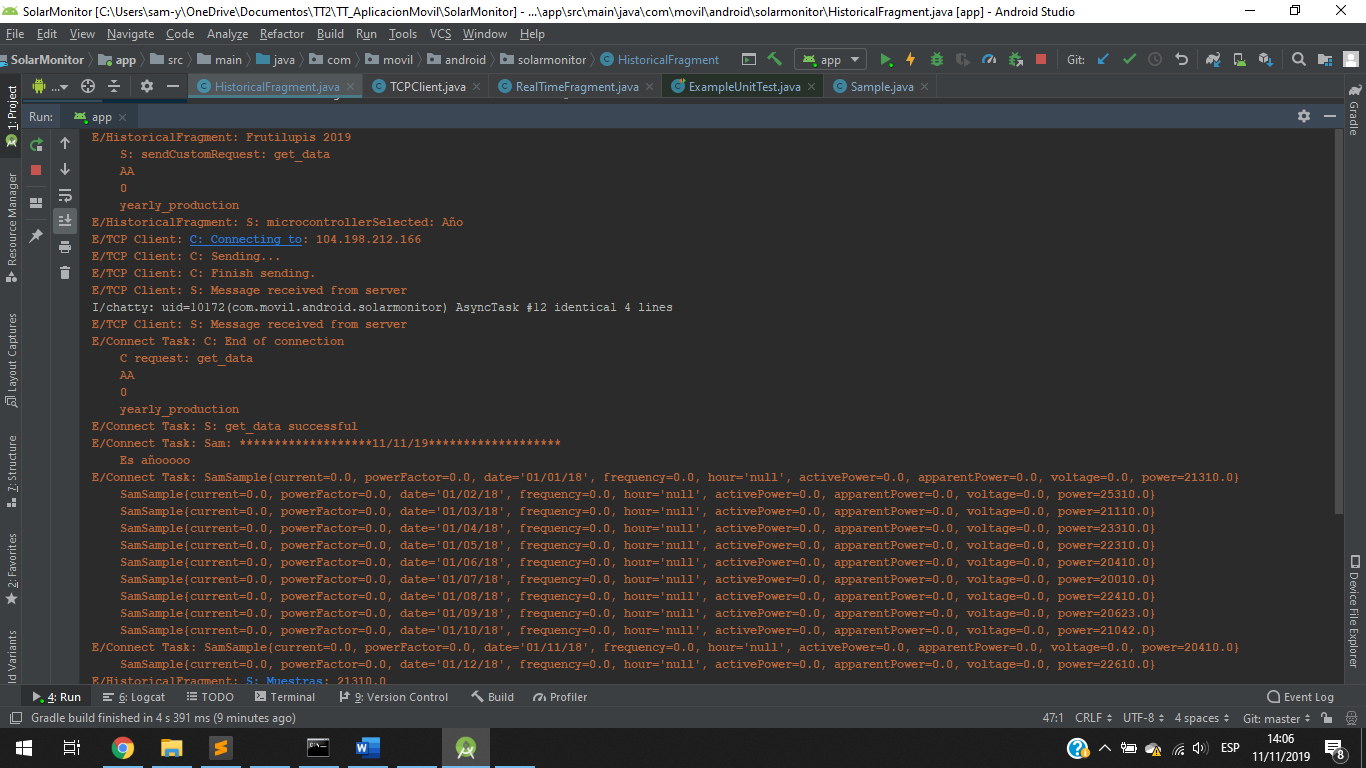 SolarMonitor [C:\Users\sam-y\OneDrive\Documentos\TT2\TT_AplicacionMovil\SolarMonitor] - ...\app\src\main\java\com\movil\android\solarmonitor\HistoricalFragment.java [app] - Android Studio
File Edit View Navigate Code Analyze Refactor Build Run Tools VCS Window Help
SolarMonitor app src main java com movil android solarmonitor HistoricalFragment app Git:
... HistoricalFragment.java TCPClient.java RealTimeFragment.java ExampleUnitTest.java Sample.java
Run: app
1: Project
Resource Manager
Layout Captures
7: Structure
2: Favorites
ld Variants
Gradle
Device File Explorer
E/HistoricalFragment: Frutilupis 2019
S: sendCustomRequest: get_data
AA
0
yearly_production
E/HistoricalFragment: S: microcontrollerSelected: Año
E/TCP Client: C: Connecting to: 104.198.212.166
E/TCP Client: C: Sending...
E/TCP Client: C: Finish sending.
E/TCP Client: S: Message received from server
I/chatty: uid=10172(com.movil.android.solarmonitor) AsyncTask #12 identical 4 lines
E/TCP Client: S: Message received from server
E/Connect Task: C: End of connection
C request: get_data
AA
0
yearly_production
E/Connect Task: S: get_data successful
E/Connect Task: Sam: *******************11/11/19*******************
Es añooooo
E/Connect Task: SamSample{current=0.0, powerFactor=0.0, date='01/01/18', frequency=0.0, hour='null', activePower=0.0, apparentPower=0.0, voltage=0.0, power=21310.0}
SamSample{current=0.0, powerFactor=0.0, date='01/02/18', frequency=0.0, hour='null', activePower=0.0, apparentPower=0.0, voltage=0.0, power=25310.0}
SamSample{current=0.0, powerFactor=0.0, date='01/03/18', frequency=0.0, hour='null', activePower=0.0, apparentPower=0.0, voltage=0.0, power=21110.0}
SamSample{current=0.0, powerFactor=0.0, date='01/04/18', frequency=0.0, hour='null', activePower=0.0, apparentPower=0.0, voltage=0.0, power=23310.0}
SamSample{current=0.0, powerFactor=0.0, date='01/05/18', frequency=0.0, hour='null', activePower=0.0, apparentPower=0.0, voltage=0.0, power=22310.0}
SamSample{current=0.0, powerFactor=0.0, date='01/06/18', frequency=0.0, hour='null', activePower=0.0, apparentPower=0.0, voltage=0.0, power=20410.0}
SamSample{current=0.0, powerFactor=0.0, date='01/07/18', frequency=0.0, hour='null', activePower=0.0, apparentPower=0.0, voltage=0.0, power=20010.0}
SamSample{current=0.0, powerFactor=0.0, date='01/08/18', frequency=0.0, hour='null', activePower=0.0, apparentPower=0.0, voltage=0.0, power=22410.0}
SamSample{current=0.0, powerFactor=0.0, date='01/09/18', frequency=0.0, hour='null', activePower=0.0, apparentPower=0.0, voltage=0.0, power=20623.0}
SamSample{current=0.0, powerFactor=0.0, date='01/10/18', frequency=0.0, hour='null', activePower=0.0, apparentPower=0.0, voltage=0.0, power=21042.0}
E/Connect Task: SamSample{current=0.0, powerFactor=0.0, date='01/11/18', frequency=0.0, hour='null', activePower=0.0, apparentPower=0.0, voltage=0.0, power=20410.0}
SamSample{current=0.0, powerFactor=0.0, date='01/12/18', frequency=0.0, hour='null', activePower=0.0, apparentPower=0.0, voltage=0.0, power=22610.0}
E/HistoricalFragment: S: Muestras: 21310.0
4: Run 6: Logcat TODO Terminal 9: Version Control Build Profiler Event Log
Gradle build finished in 4 s 391 ms (9 minutes ago) 47:1 CRLF UTF-8 4 spaces Git: master
ESP 14:06
11/11/2019 8